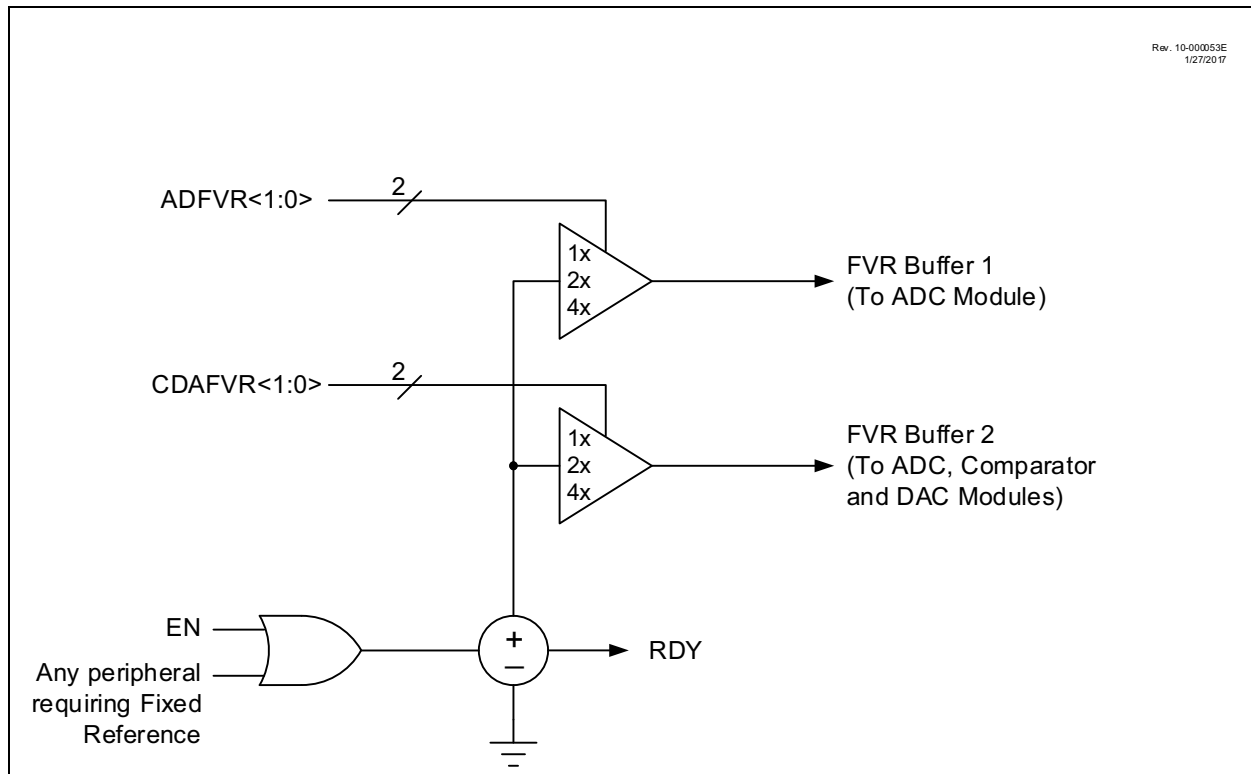 Rev. 10-000053E
1/27/2017
ADFVR<1:0>
2
1x
2x
4x
FVR Buffer 1
(To ADC Module)
CDAFVR<1:0>
2
1x
2x
4x
FVR Buffer 2
(To ADC, Comparator
and DAC Modules)
EN
Any peripheral
requiring Fixed
Reference
+
−
RDY